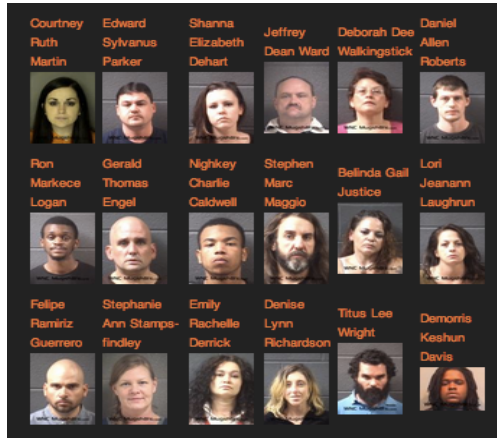 Courtney
Ruth
Martin
Edward
Sylvanus
Parker
Shanna
Elizabeth
Dehart
Jeffrey
Dean Ward
Deborah Dee
Walkingstick
Daniel
Allen
Roberts
Ron
Markece
Logan
Gerald
Thomas
Engel
Nighkey
Charlie
Caldwell
Stephen
Marc
Maggio
Belinda Gail
Justice
Lori
Jeanann
Laughrun
Felipe
Ramiriz
Guerrero
Stephanie
Ann Stamps-
findley
Emily
Rachelle
Derrick
Denise
Lynn
Richardson
Titus Lee
Wright
Demorris
Keshun
Davis